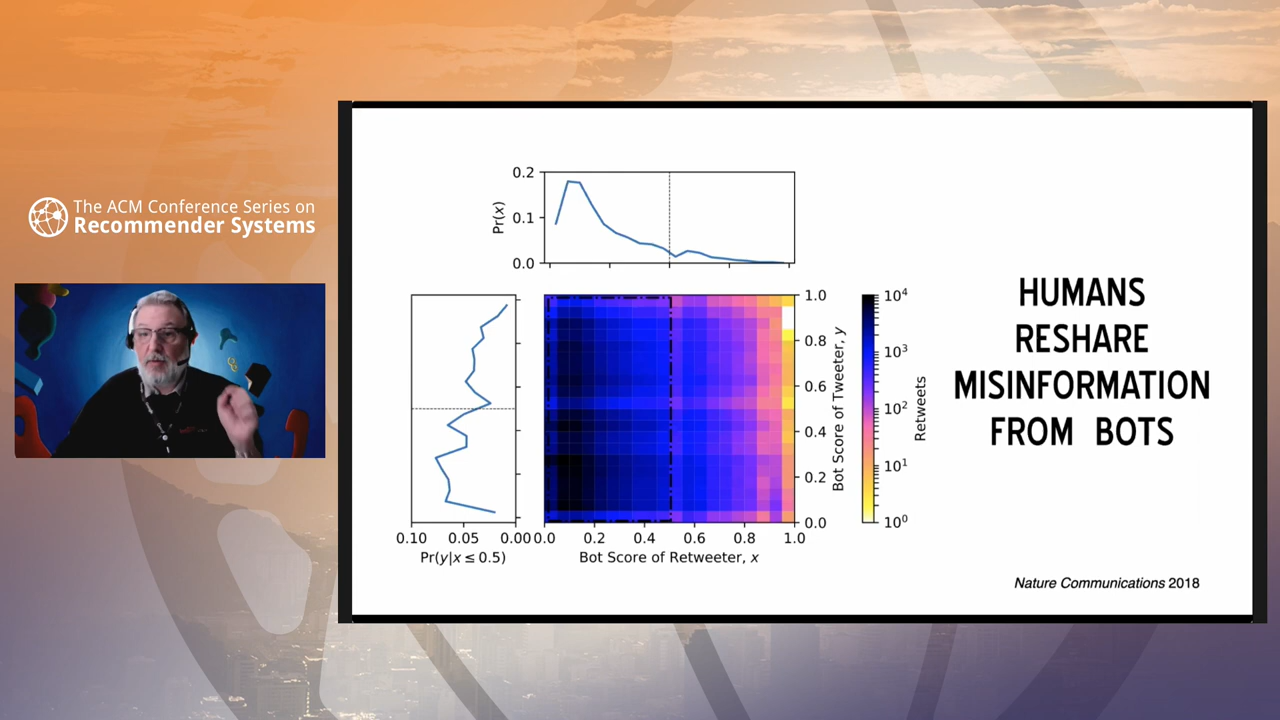 The ACM Conference Series on
Recommender Systems
0.2
0.1
0.0
Pr(x)
0.10
0.05
0.00
Pr(y|x ≤ 0.5)
0.0
0.2
0.4
0.6
0.8
1.0
Bot Score of Retweeter, x
1.0
0.8
0.6
0.4
0.2
0.0
Bot Score of Tweeter, y
10⁴
10³
10²
10¹
10⁰
Retweets
HUMANS
RESHARE
MISINFORMATION
FROM BOTS
Nature Communications 2018